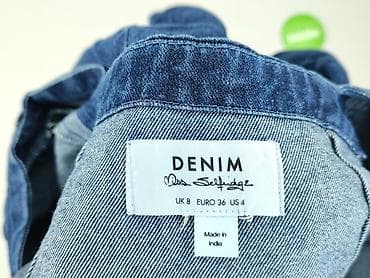 DENIM
Miss Selfridge
UK 8 EURO 36 US 4
Made in
India